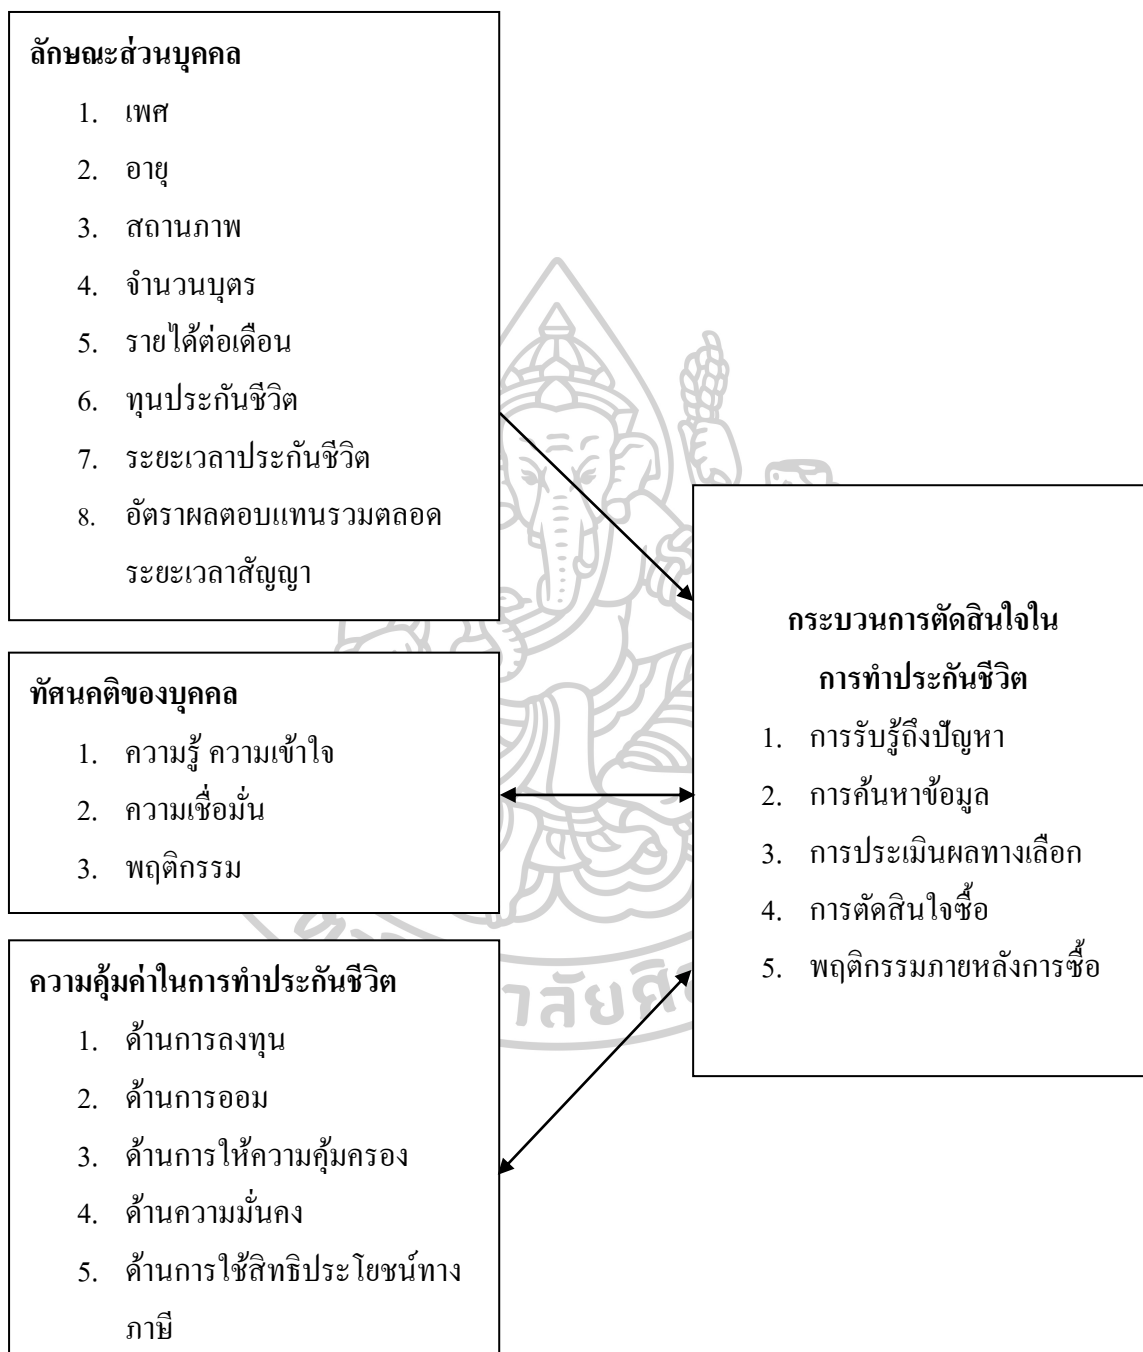 ลักษณะส่วนบุคคล
1. เพศ
2. อายุ
3. สถานภาพ
4. จำนวนบุตร
5. รายได้ต่อเดือน
6. ทุนประกันชีวิต
7. ระยะเวลาประกันชีวิต
8. อัตราผลตอบแทนรวมตลอด
ระยะเวลาสัญญา
ทัศนคติของบุคคล
1. ความรู้ ความเข้าใจ
2. ความเชื่อมั่น
3. พฤติกรรม
ความคุ้มค่าในการทำประกันชีวิต
1. ด้านการลงทุน
2. ด้านการออม
3. ด้านการให้ความคุ้มครอง
4. ด้านความมั่นคง
5. ด้านการใช้สิทธิประโยชน์ทาง
ภาษี
กระบวนการตัดสินใจใน
การทำประกันชีวิต
1. การรับรู้ถึงปัญหา
2. การค้นหาข้อมูล
3. การประเมินผลทางเลือก
4. การตัดสินใจซื้อ
5. พฤติกรรมภายหลังการซื้อ